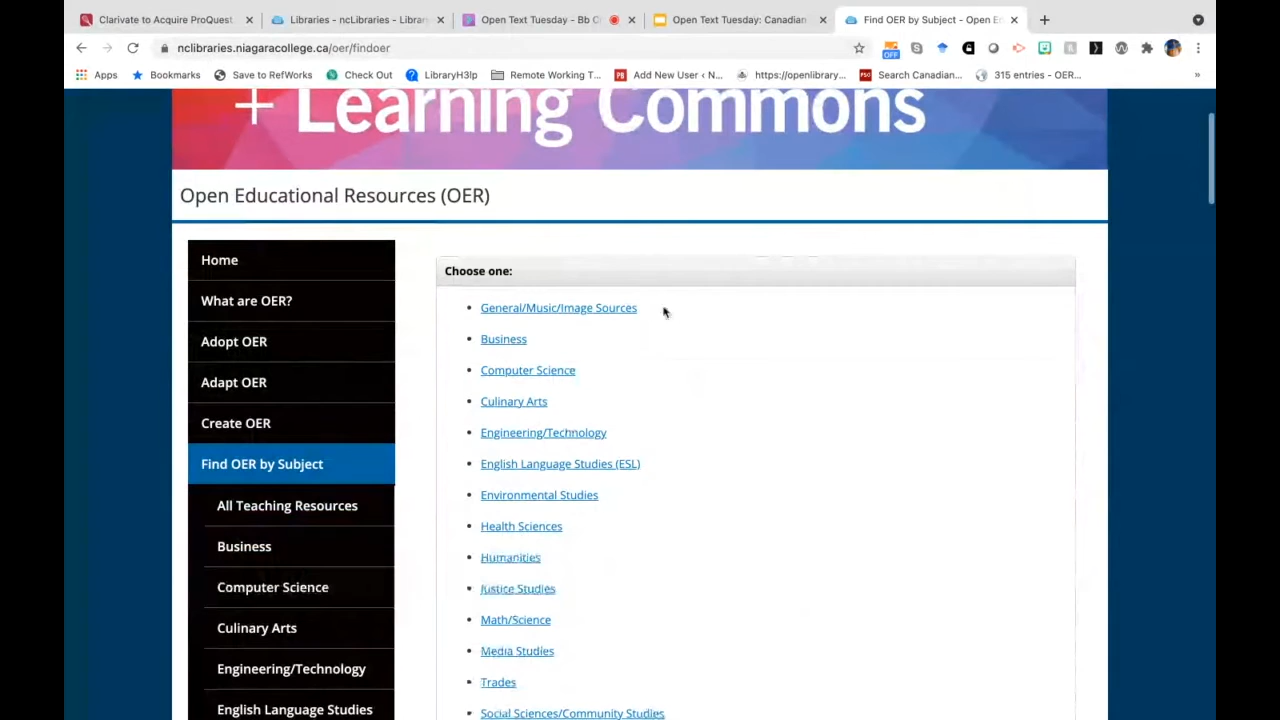 Clarivate to Acquire ProQuest
Libraries - ncLibraries - Librar
Open Text Tuesday - Bb C
Open Text Tuesday: Canadian
Find OER by Subject - Open E
nclibraries.niagaracollege.ca/oer/findoer
OFF
Apps
Bookmarks
Save to RefWorks
Check Out
LibraryH3lp
Remote Working T...
Add New User ‹ N...
https://openlibrary...
Search Canadian...
315 entries - OER...
»
+ Learning Commons
Open Educational Resources (OER)
Home
What are OER?
Adopt OER
Adapt OER
Create OER
Find OER by Subject
All Teaching Resources
Business
Computer Science
Culinary Arts
Engineering/Technology
English Language Studies
Choose one:
General/Music/Image Sources
Business
Computer Science
Culinary Arts
Engineering/Technology
English Language Studies (ESL)
Environmental Studies
Health Sciences
Humanities
Justice Studies
Math/Science
Media Studies
Trades
Social Sciences/Community Studies